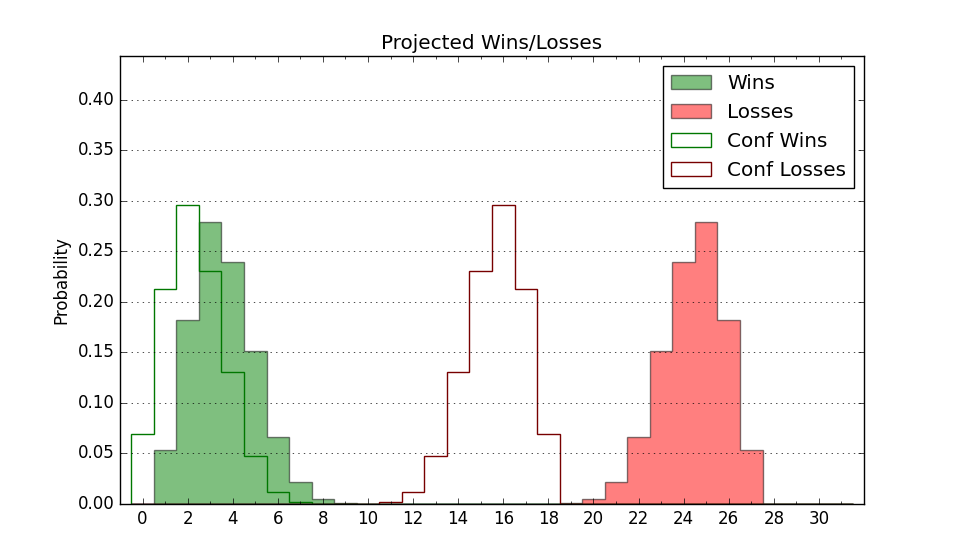 Projected Wins/Losses
Wins
Losses
Conf Wins
Conf Losses
Probability
0.40
0.35
0.30
0.25
0.20
0.15
0.10
0.05
0.00
0 2 4 6 8 10 12 14 16 18 20 22 24 26 28 30